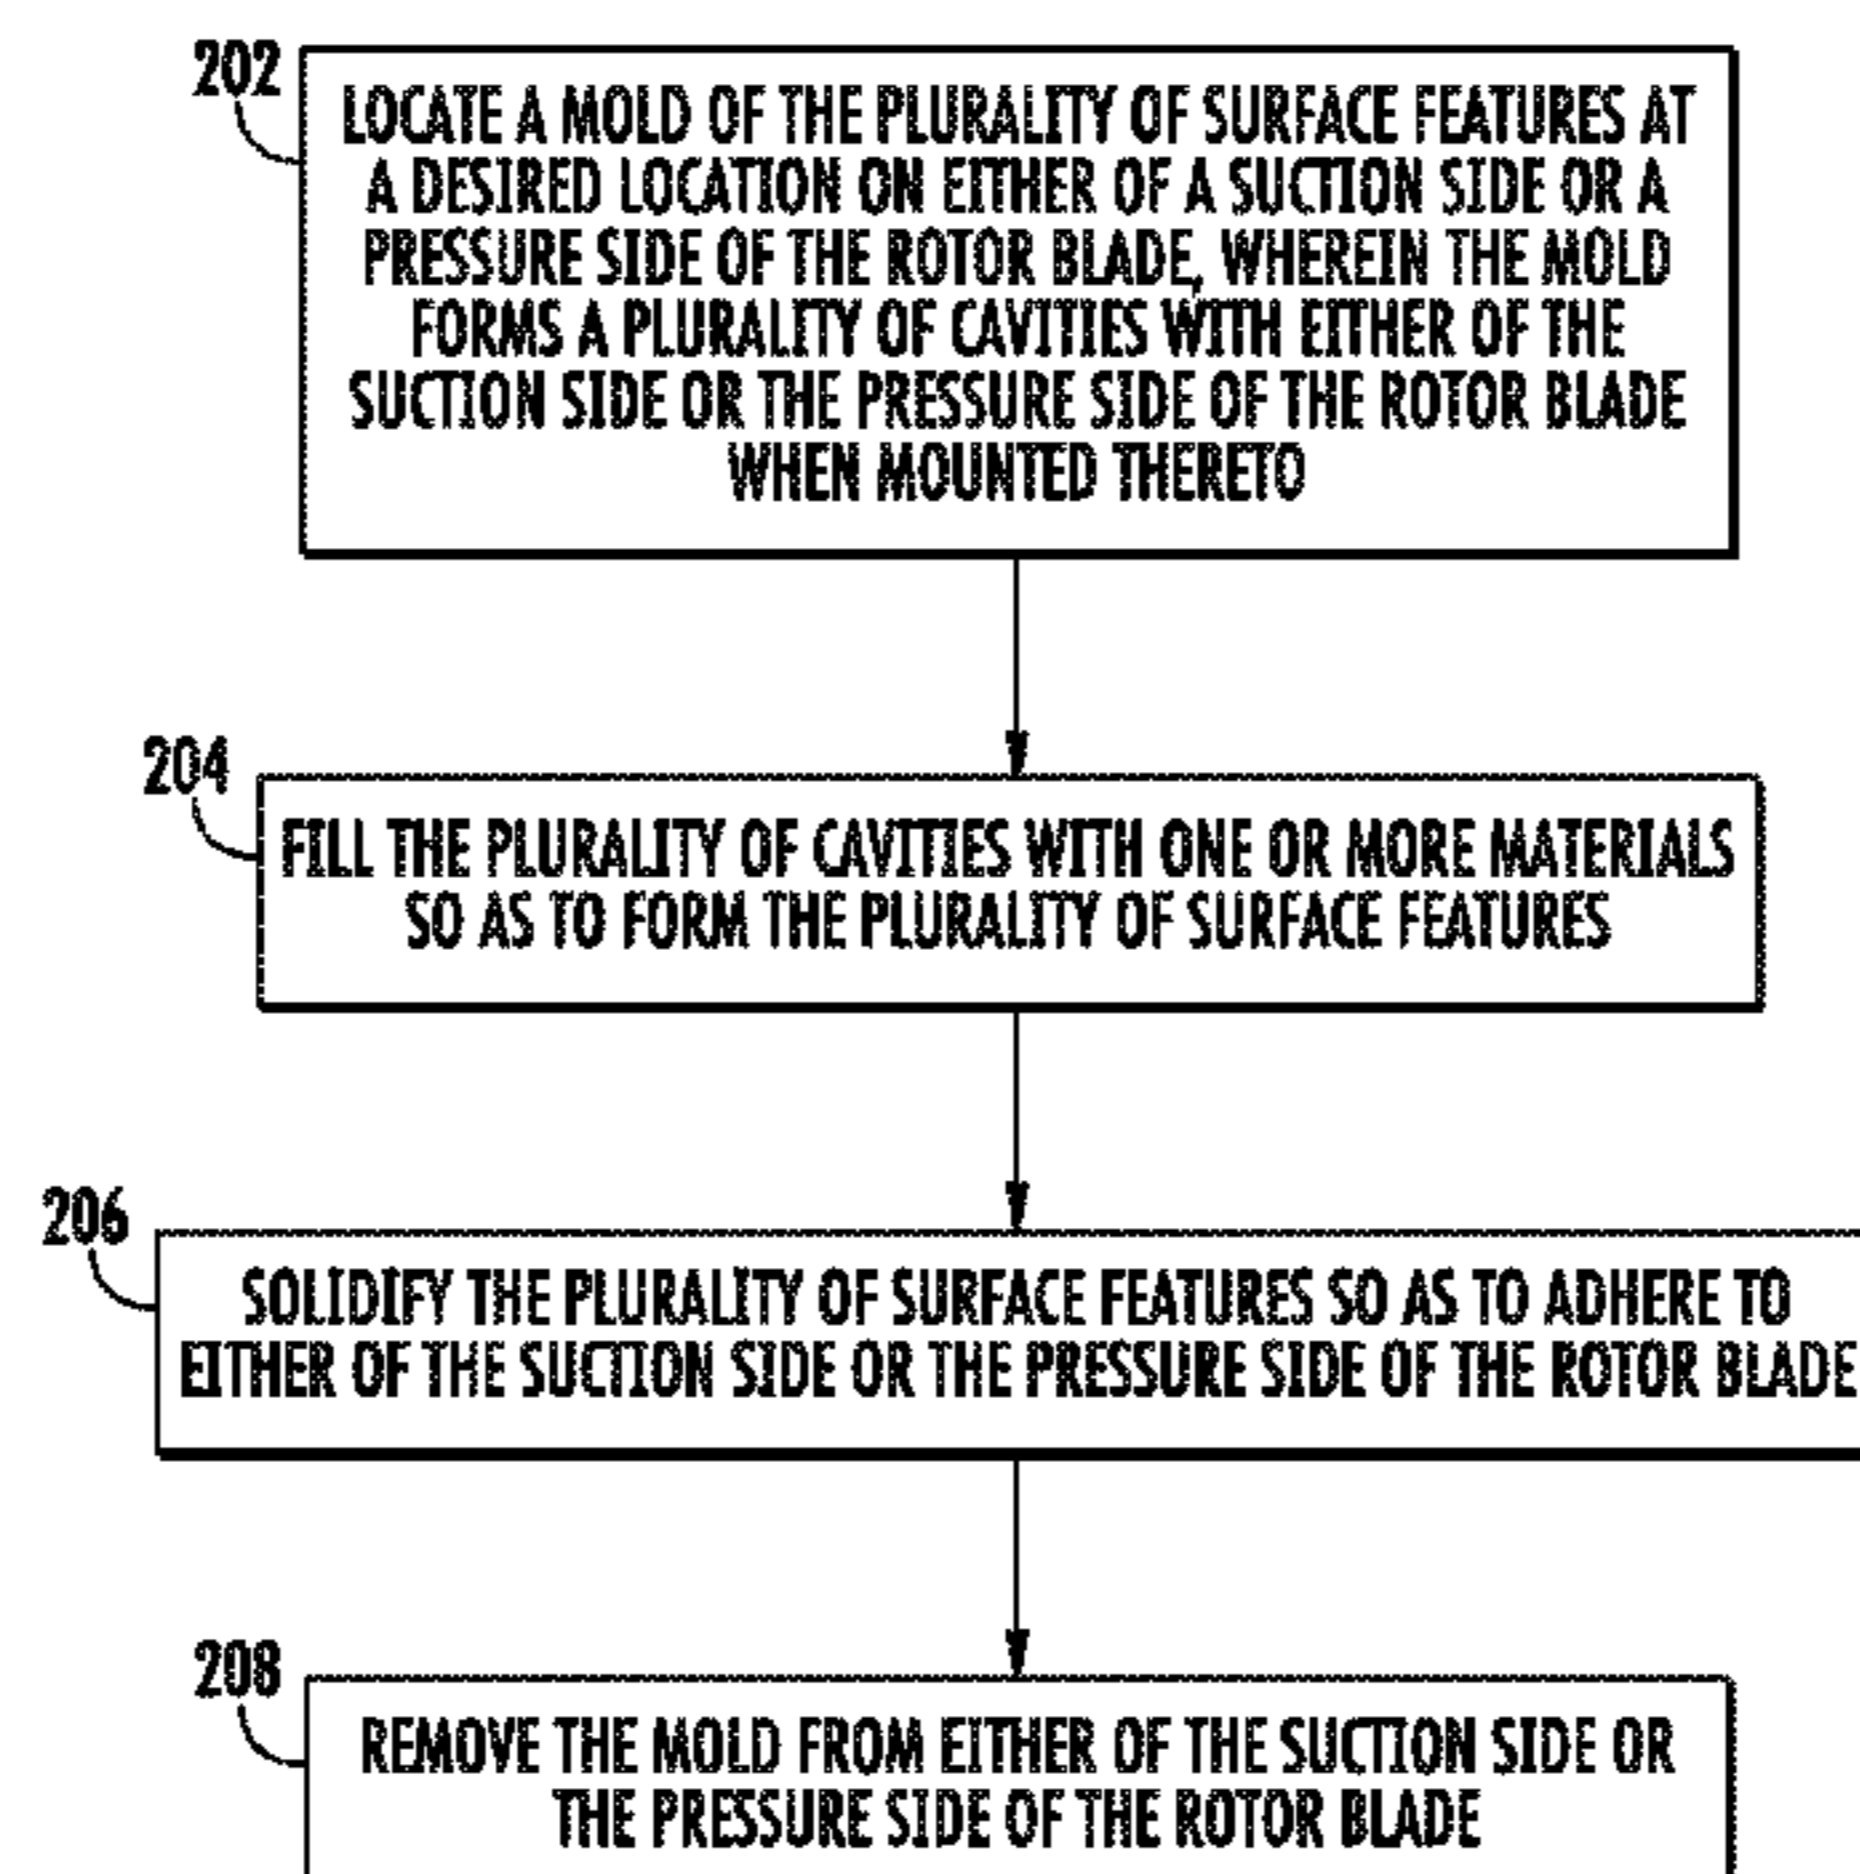 202
LOCATE A MOLD OF THE PLURALITY OF SURFACE FEATURES AT
A DESIRED LOCATION ON EITHER OF A SUCTION SIDE OR A
PRESSURE SIDE OF THE ROTOR BLADE, WHEREIN THE MOLD
FORMS A PLURALITY OF CAVITIES WITH EITHER OF THE
SUCTION SIDE OR THE PRESSURE SIDE OF THE ROTOR BLADE
WHEN MOUNTED THERETO
204
FILL THE PLURALITY OF CAVITIES WITH ONE OR MORE MATERIALS
SO AS TO FORM THE PLURALITY OF SURFACE FEATURES
206
SOLIDIFY THE PLURALITY OF SURFACE FEATURES SO AS TO ADHERE TO
EITHER OF THE SUCTION SIDE OR THE PRESSURE SIDE OF THE ROTOR BLADE
208
REMOVE THE MOLD FROM EITHER OF THE SUCTION SIDE OR
THE PRESSURE SIDE OF THE ROTOR BLADE